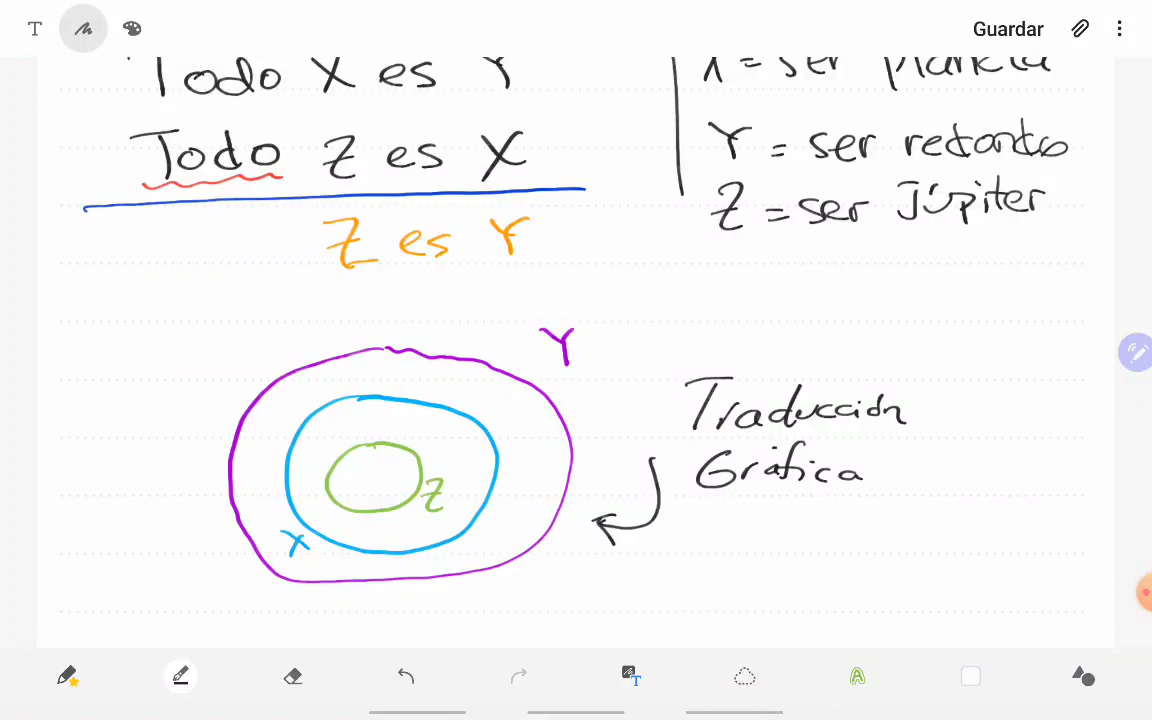 T
Guardar
Todo X es Y
Todo Z es X
Z es Y
X = ser planeta
Y = ser redondo
Z = ser Júpiter
Y
Z
X
Traducción
Gráfica
T
A